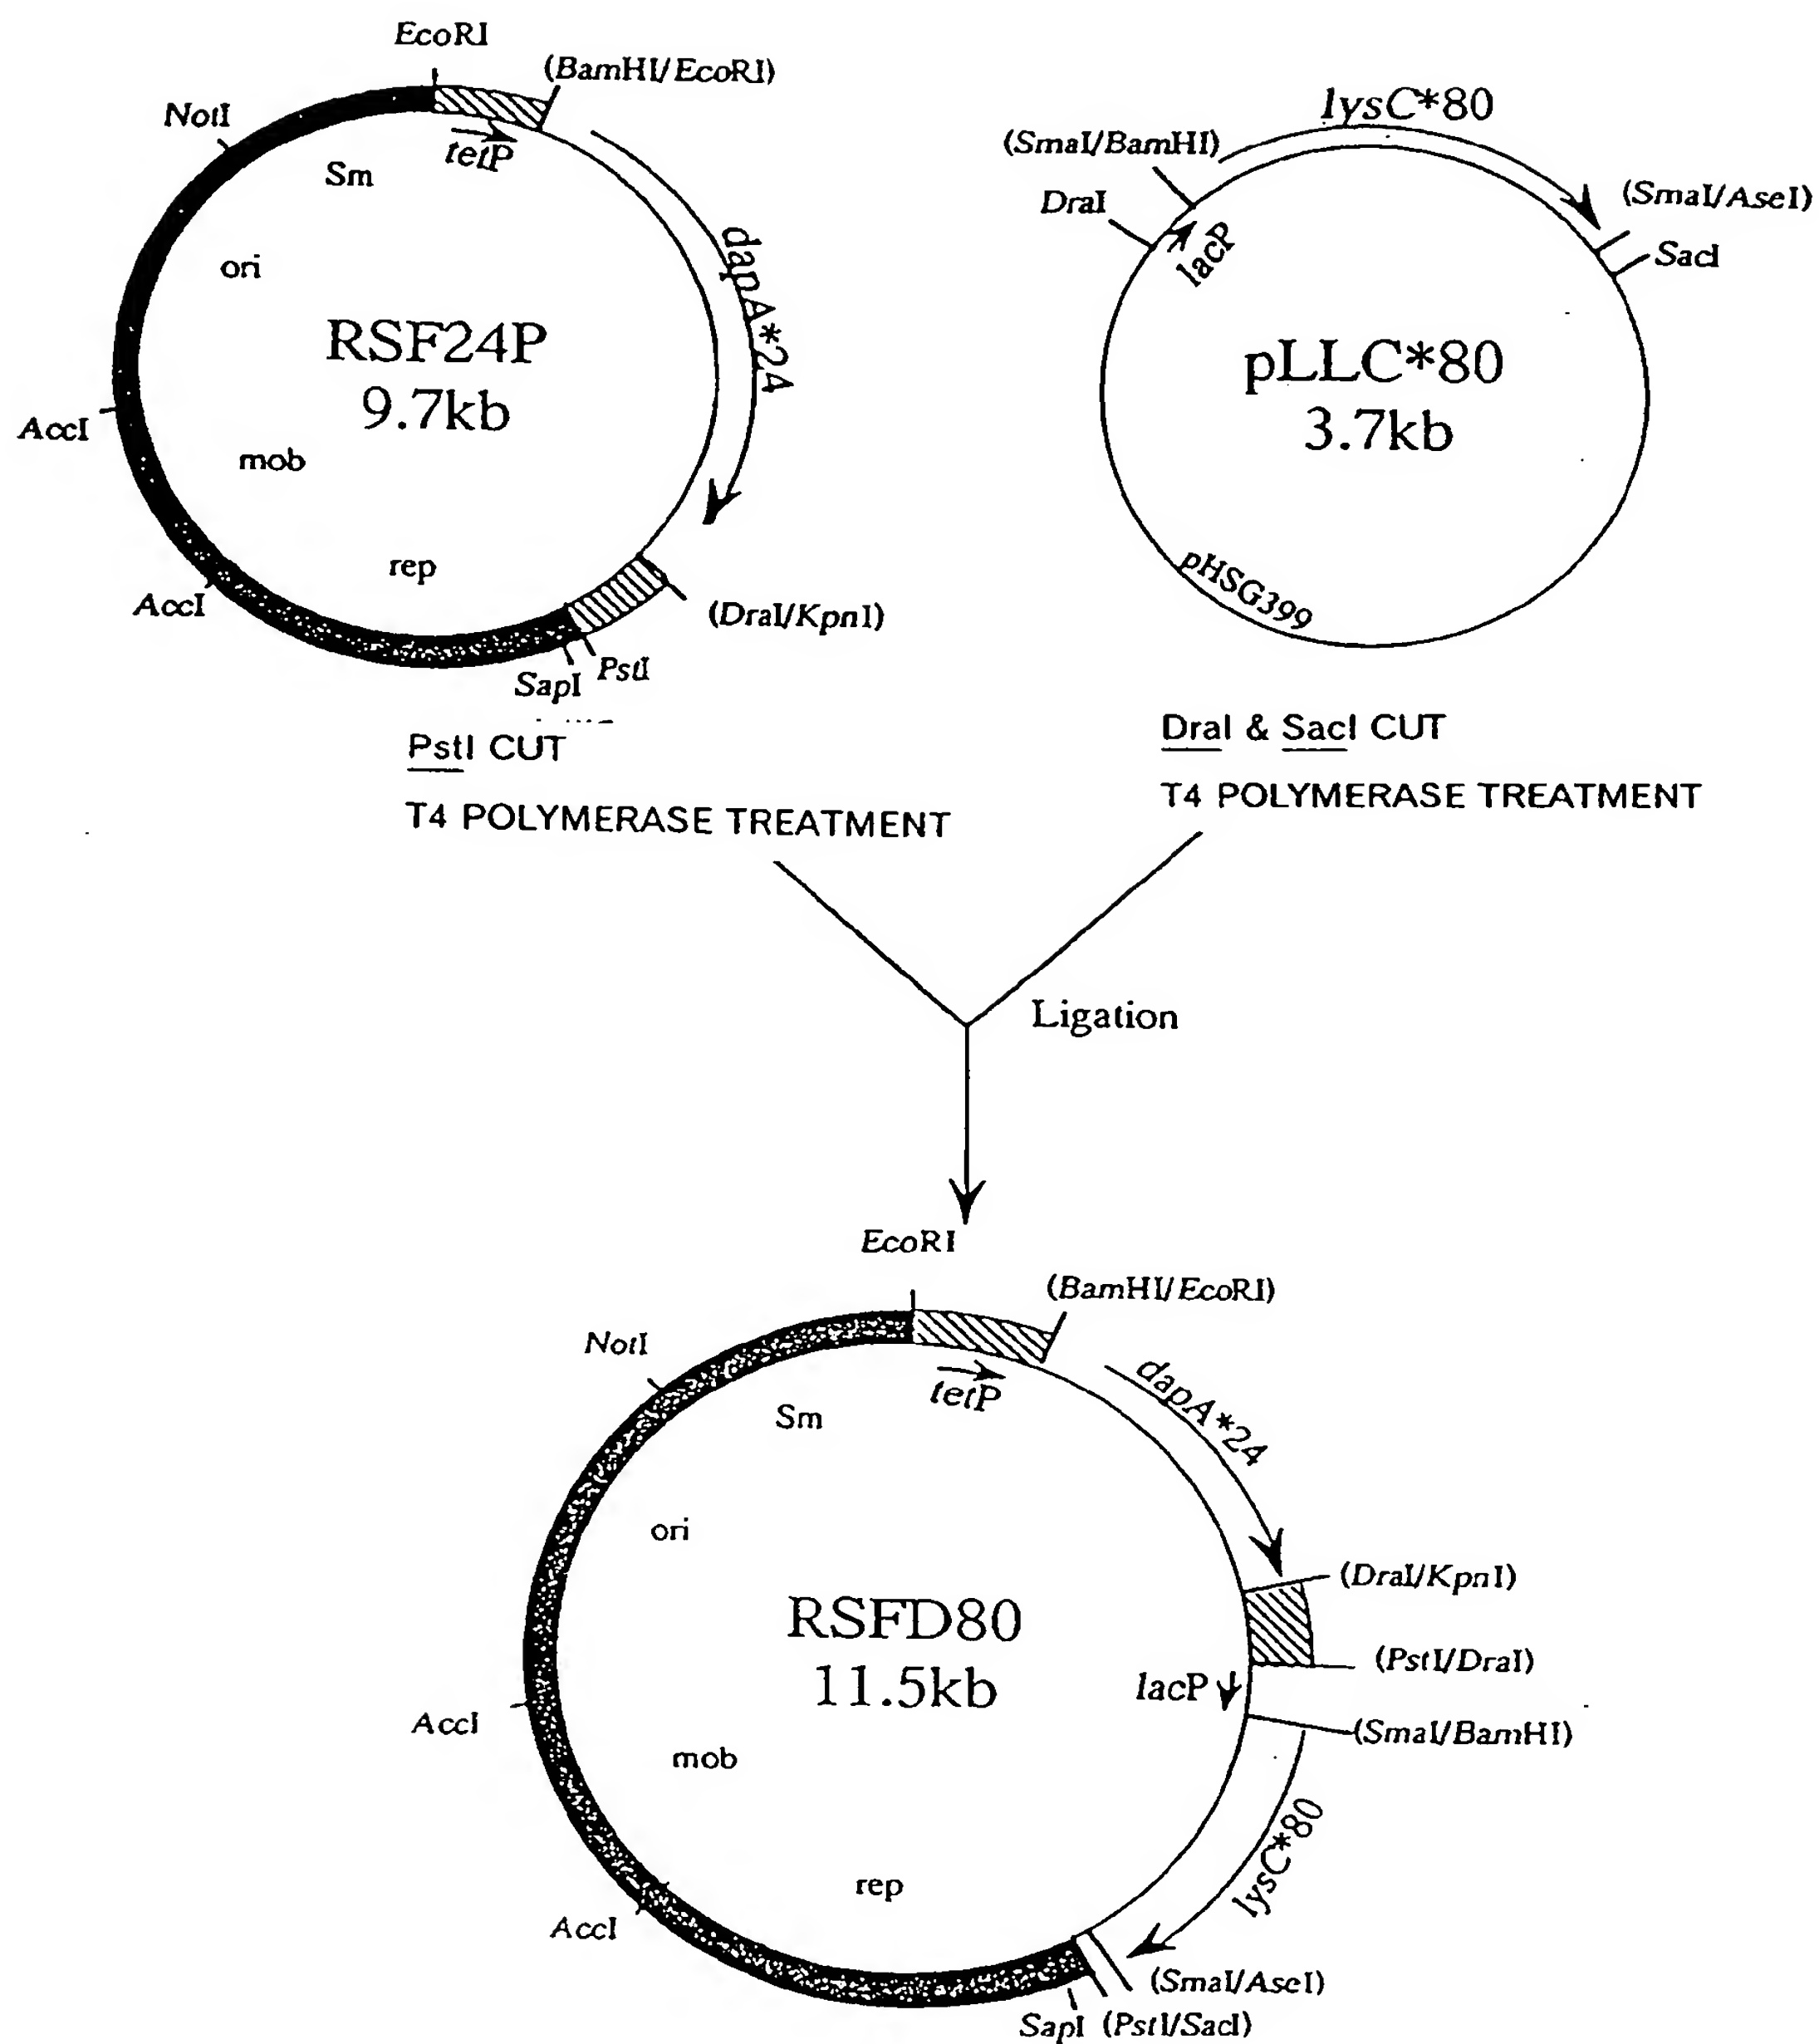 EcoRI
(BamHI/EcoRI)
NotI
tetP
Sm
dapA*24
ori
RSF24P
9.7kb
AccI
mob
rep
AccI
(DraI/KpnI)
PstI
SapI
lysC*80
(SmaI/BamHI)
(SmaI/AseI)
DraI
SacI
lacP
pLLC*80
3.7kb
pHSG399
PstI CUT
T4 POLYMERASE TREATMENT
DraI & SacI CUT
T4 POLYMERASE TREATMENT
Ligation
EcoRI
(BamHI/EcoRI)
NotI
tetP
dapA*24
Sm
ori
(DraI/KpnI)
RSFD80
11.5kb
(PstI/DraI)
lacP
(SmaI/BamHI)
AccI
mob
lysC*80
rep
AccI
(SmaI/AseI)
SapI (PstI/SacI)